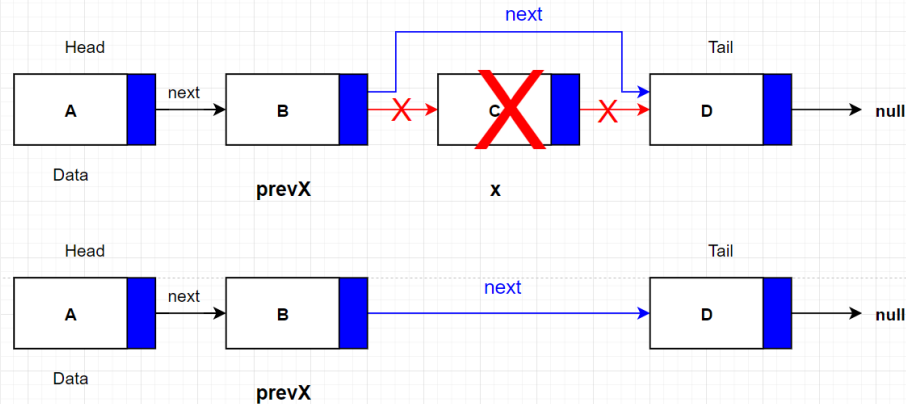 next
Head
Tail
A
next
B
X
C
X
D
null
Data
prevX
x
Head
Tail
A
next
B
next
D
null
Data
prevX